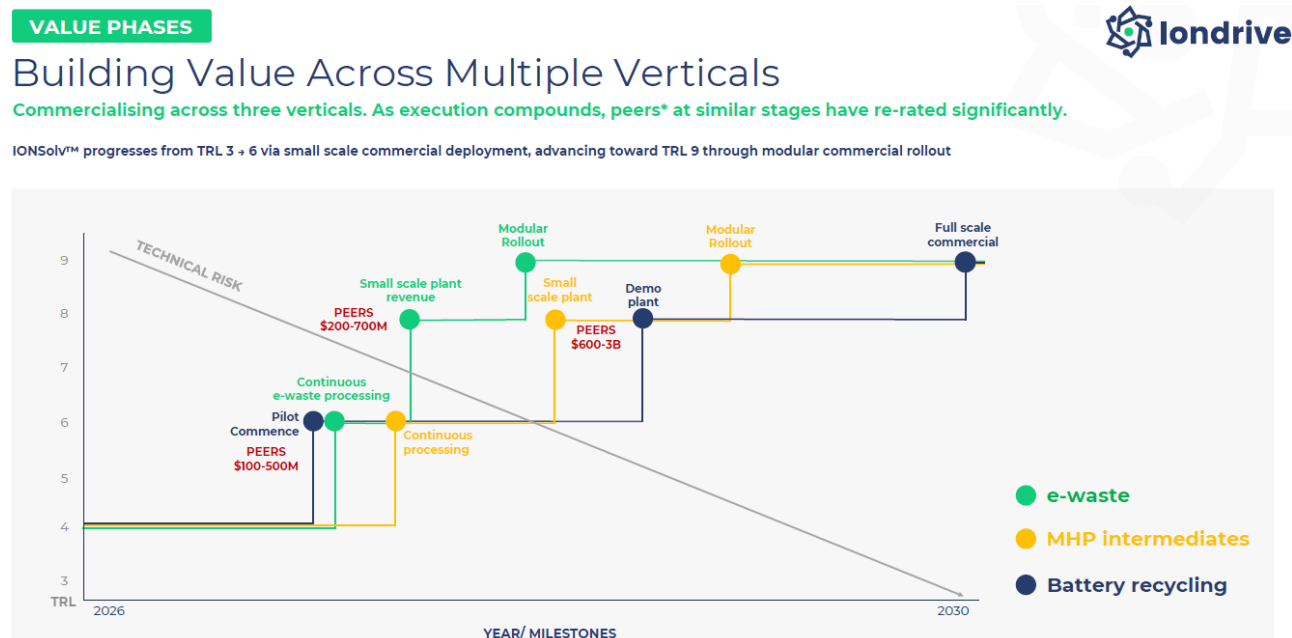 VALUE PHASES
Iondrive
Building Value Across Multiple Verticals
Commercialising across three verticals. As execution compounds, peers* at similar stages have re-rated significantly.
IONSolv™ progresses from TRL 3 → 6 via small scale commercial deployment, advancing toward TRL 9 through modular commercial rollout
9
8
7
6
5
4
3
TRL
TECHNICAL RISK
Pilot
Commence
PEERS
$100-500M
Continuous
e-waste processing
PEERS
$200-700M
Small scale plant
revenue
Continuous
processing
Modular
Rollout
Small
scale plant
PEERS
$600-3B
Demo
plant
Modular
Rollout
Full scale
commercial
e-waste
MHP intermediates
Battery recycling
2026
2030
YEAR/ MILESTONES